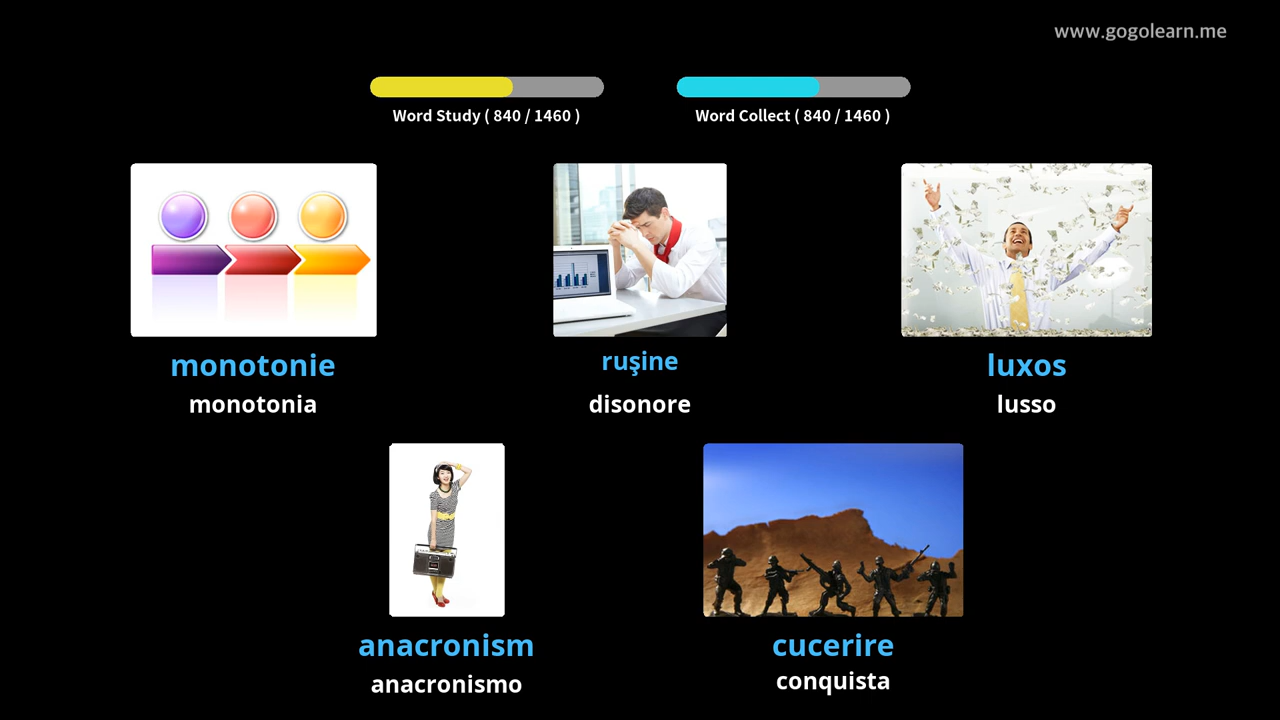 www.gogolearn.me
Word Study ( 840 / 1460 )
Word Collect ( 840 / 1460 )
monotonie
monotonia
ruşine
disonore
luxos
lusso
anacronism
anacronismo
cucerire
conquista